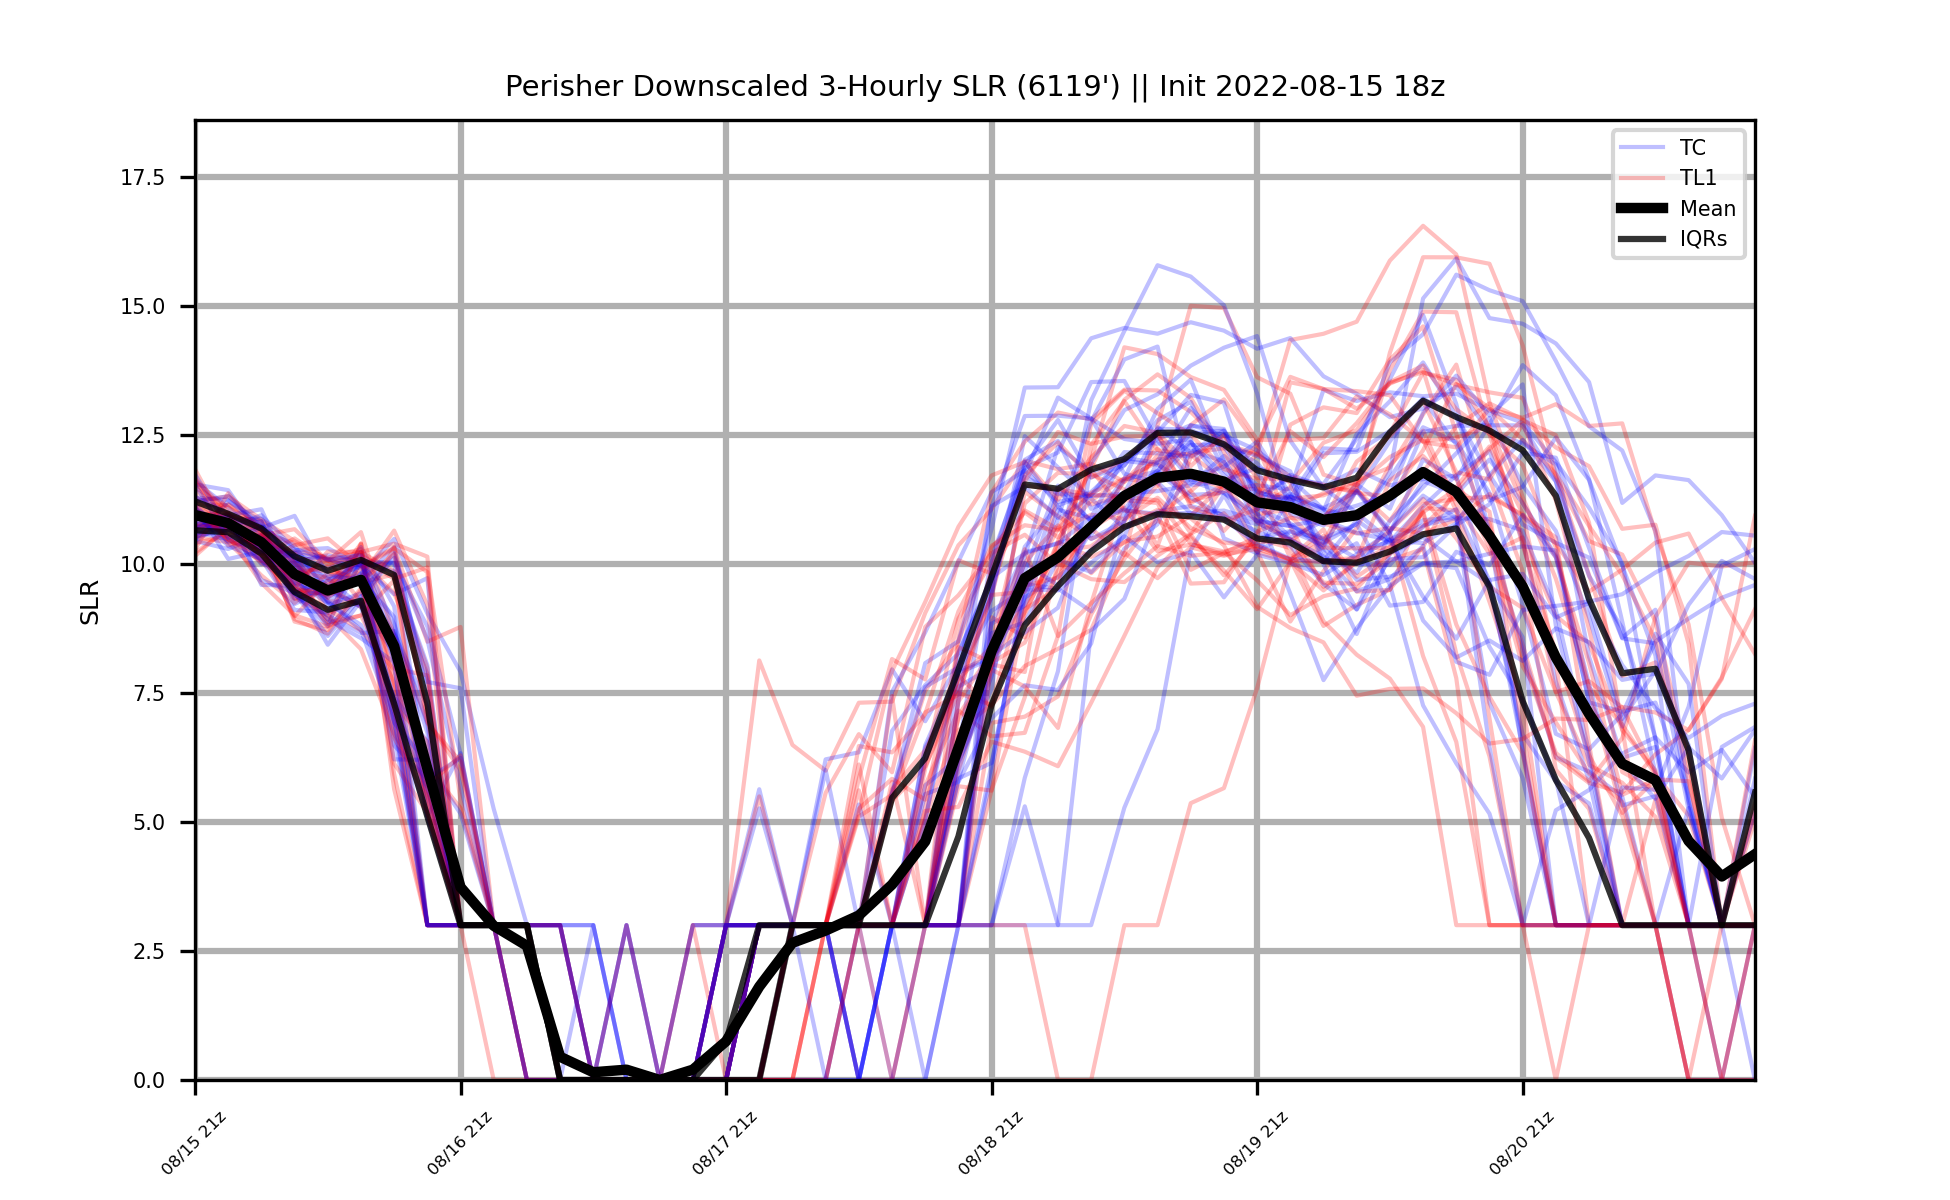 Perisher Downscaled 3-Hourly SLR (6119') || Init 2022-08-15 18z
TC
TL1
Mean
IQRs
SLR
17.5
15.0
12.5
10.0
7.5
5.0
2.5
0.0
08/15 21z
08/16 21z
08/17 21z
08/18 21z
08/19 21z
08/20 21z